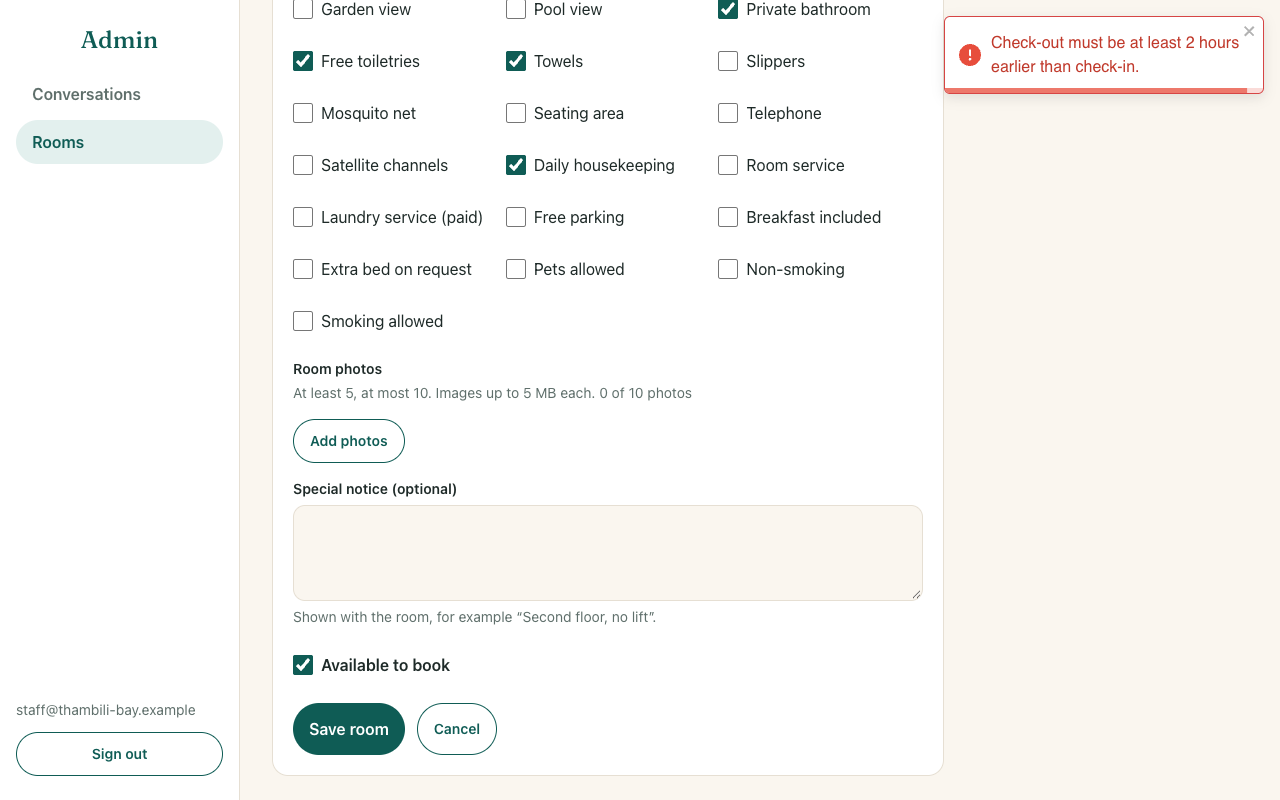 Admin
Conversations
Rooms
staff@thambili-bay.example
Sign out
Garden view
Pool view
Private bathroom
Free toiletries
Towels
Slippers
Mosquito net
Seating area
Telephone
Satellite channels
Daily housekeeping
Room service
Laundry service (paid)
Free parking
Breakfast included
Extra bed on request
Pets allowed
Non-smoking
Smoking allowed
Room photos
At least 5, at most 10. Images up to 5 MB each. 0 of 10 photos
Add photos
Special notice (optional)
Shown with the room, for example “Second floor, no lift”.
Available to book
Save room
Cancel
Check-out must be at least 2 hours
earlier than check-in.